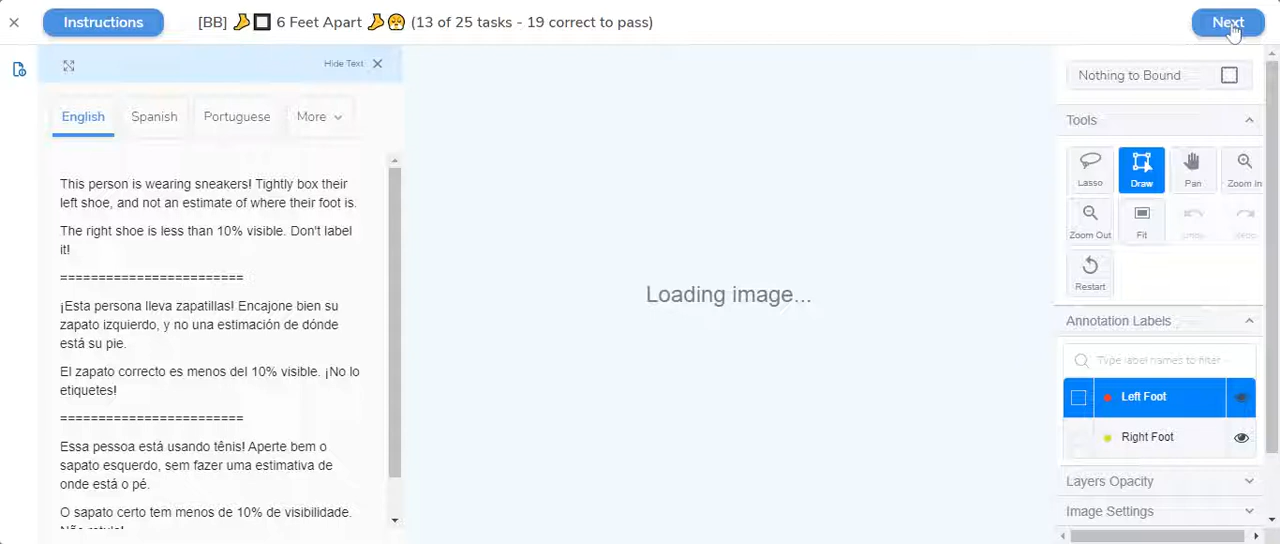 Instructions
[BB] 🦶🔲 6 Feet Apart 🦶😤 (13 of 25 tasks - 19 correct to pass)
Next
Hide Text
English
Spanish
Portuguese
More
This person is wearing sneakers! Tightly box their
left shoe, and not an estimate of where their foot is.
The right shoe is less than 10% visible. Don't label
it!
========================
¡Esta persona lleva zapatillas! Encajone bien su
zapato izquierdo, y no una estimación de dónde
está su pie.
El zapato correcto es menos del 10% visible. ¡No lo
etiquetes!
========================
Essa pessoa está usando tênis! Aperte bem o
sapato esquerdo, sem fazer uma estimativa de
onde está o pé.
O sapato certo tem menos de 10% de visibilidade.
Loading image...
Nothing to Bound
Tools
Lasso
Draw
Pan
Zoom in
Zoom Out
Fit
Undo
Redo
Restart
Annotation Labels
Type label names to filter
Left Foot
Right Foot
Layers Opacity
Image Settings